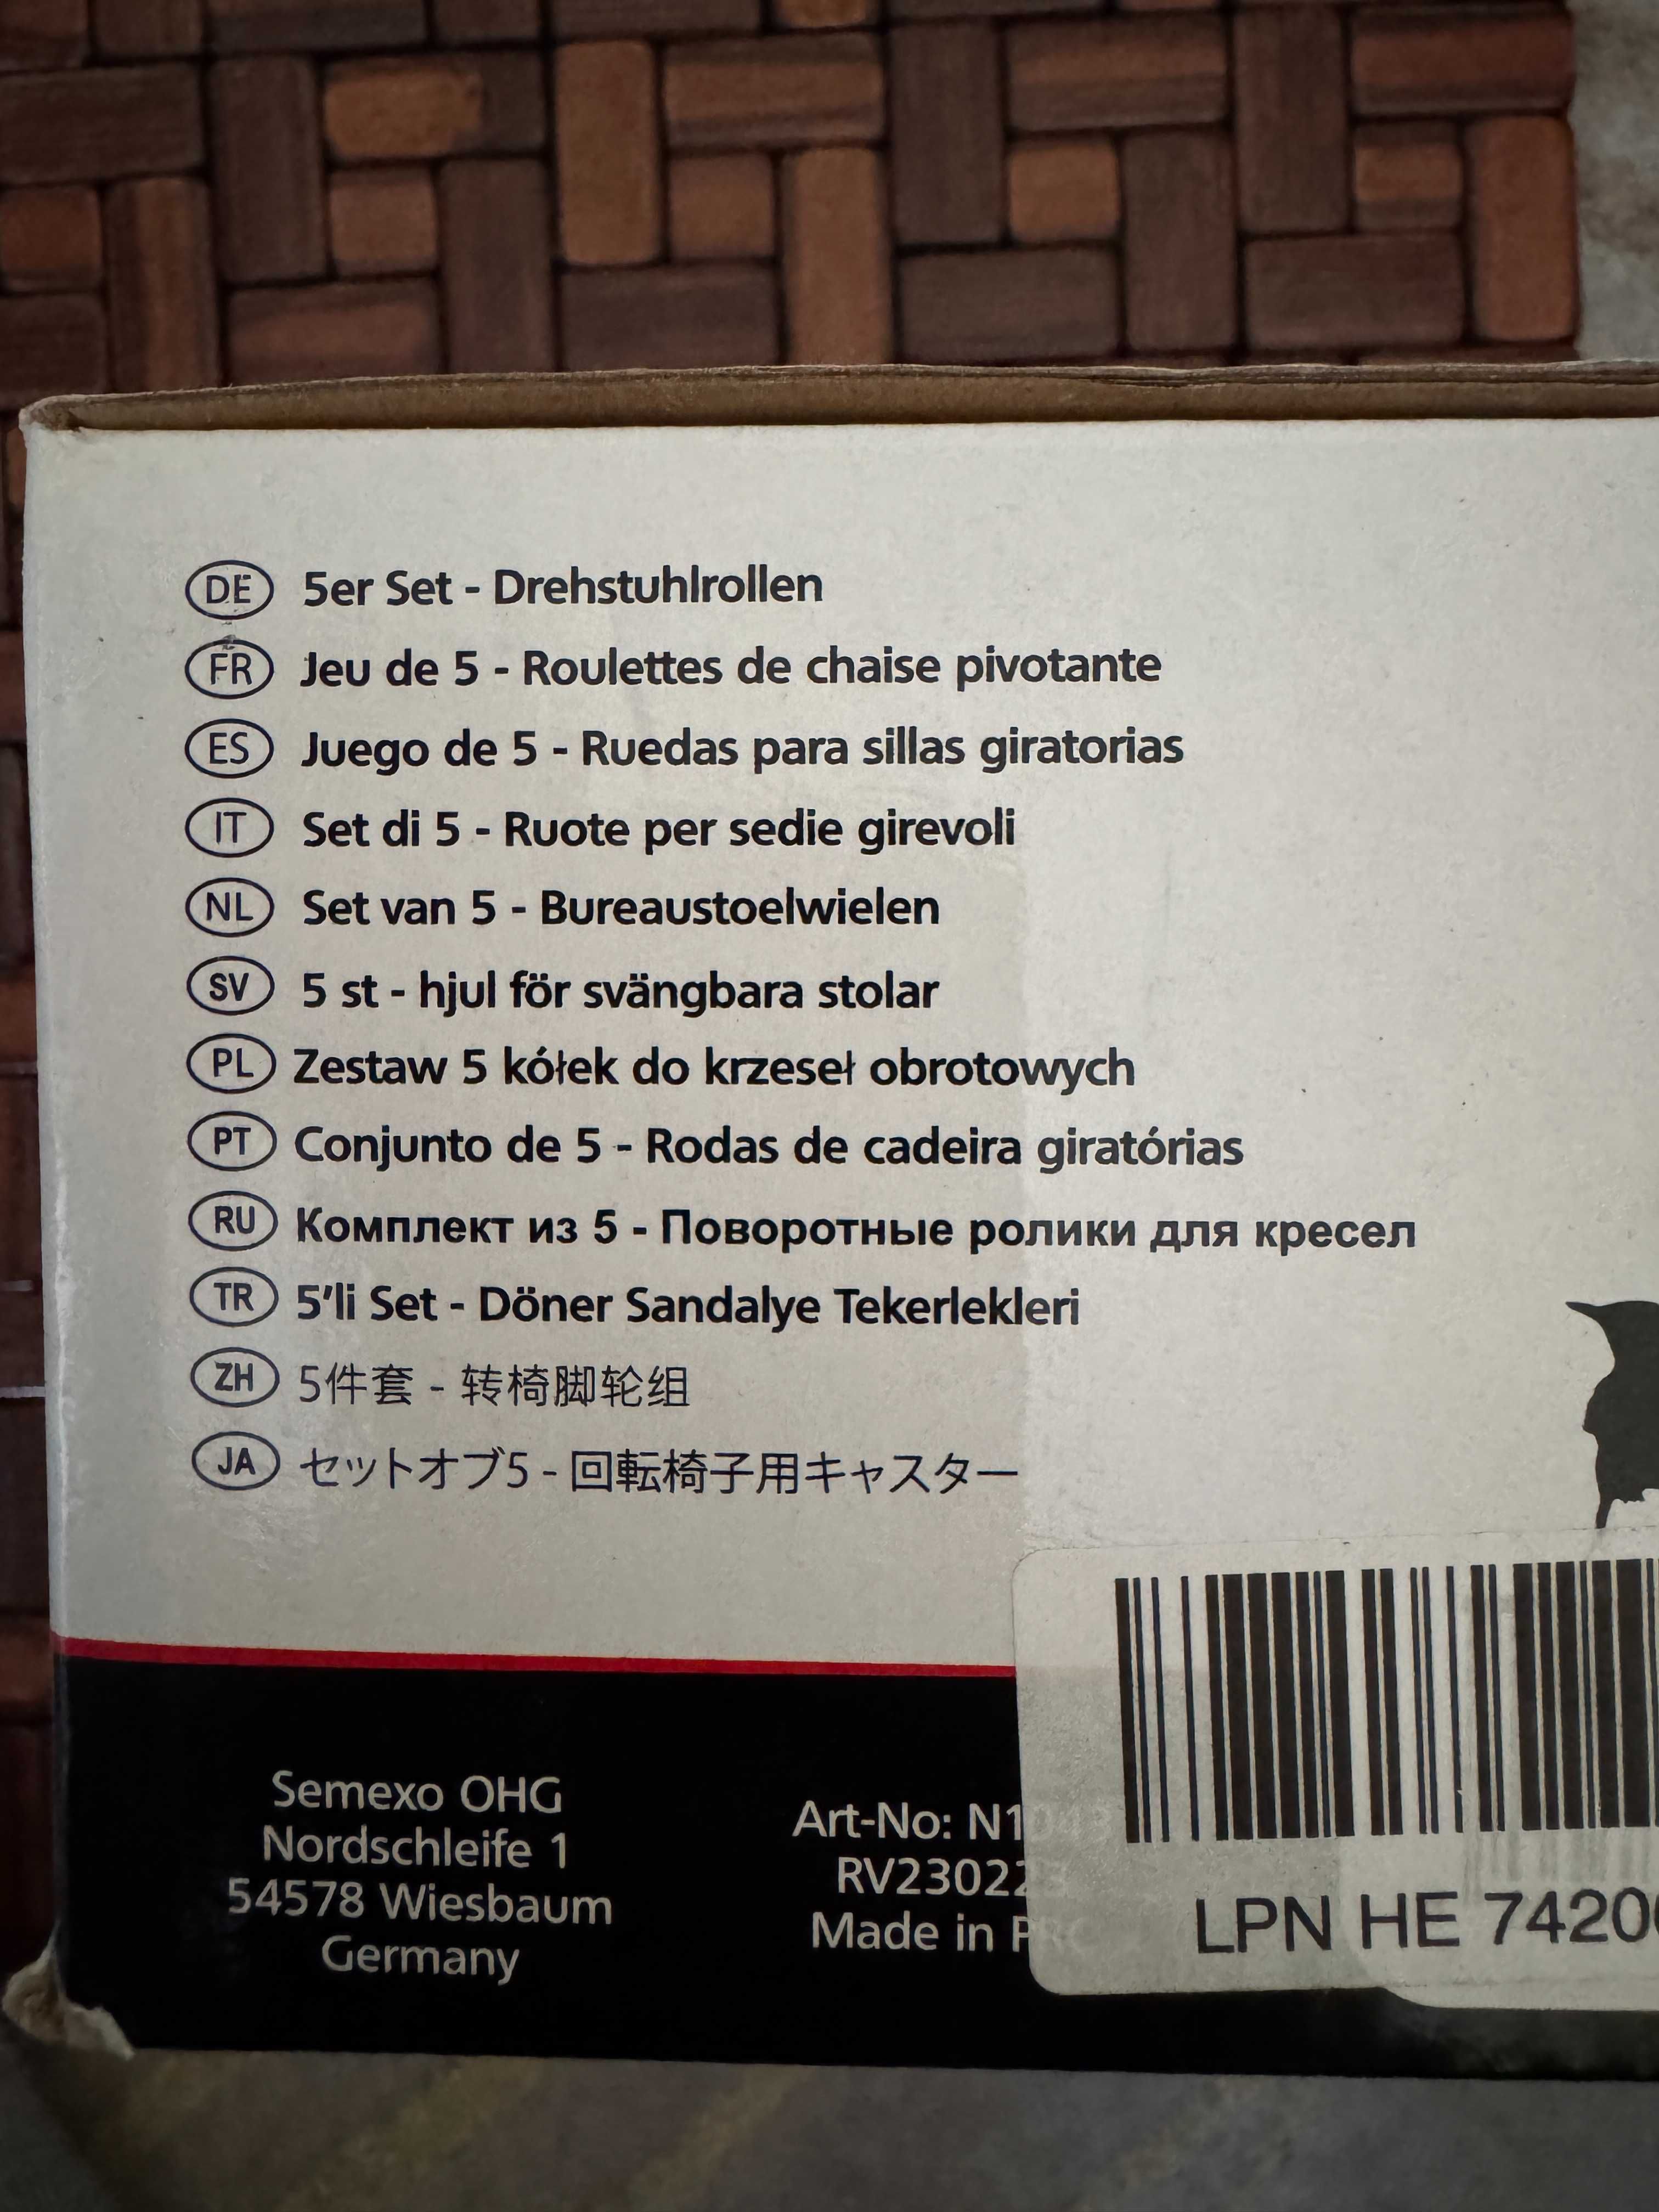 DE 5er Set - Drehstuhlrollen
FR Jeu de 5 - Roulettes de chaise pivotante
ES Juego de 5 - Ruedas para sillas giratorias
IT Set di 5 - Ruote per sedie girevoli
NL Set van 5 - Bureaustoelwielen
SV 5 st - hjul för svängbara stolar
PL Zestaw 5 kółek do krzeseł obrotowych
PT Conjunto de 5 - Rodas de cadeira giratórias
RU Комплект из 5 - Поворотные ролики для кресел
TR 5'li Set - Döner Sandalye Tekerlekleri
ZH 5件套 - 转椅脚轮组
JA セットオブ5 - 回転椅子用キャスター
Semexo OHG
Nordschleife 1
54578 Wiesbaum
Germany
Art-No:
Made in PRC
LPN HE